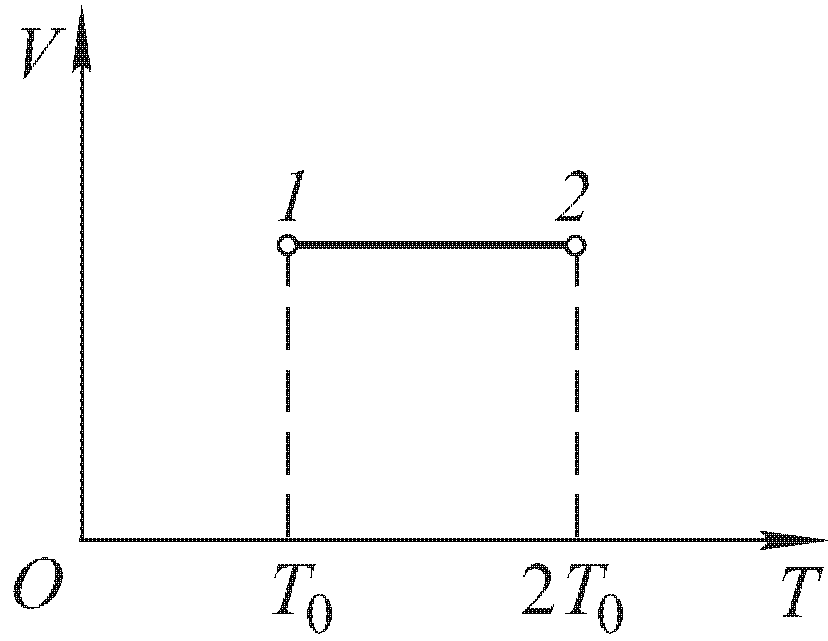 V
1 2
O T₀ 2T₀ T